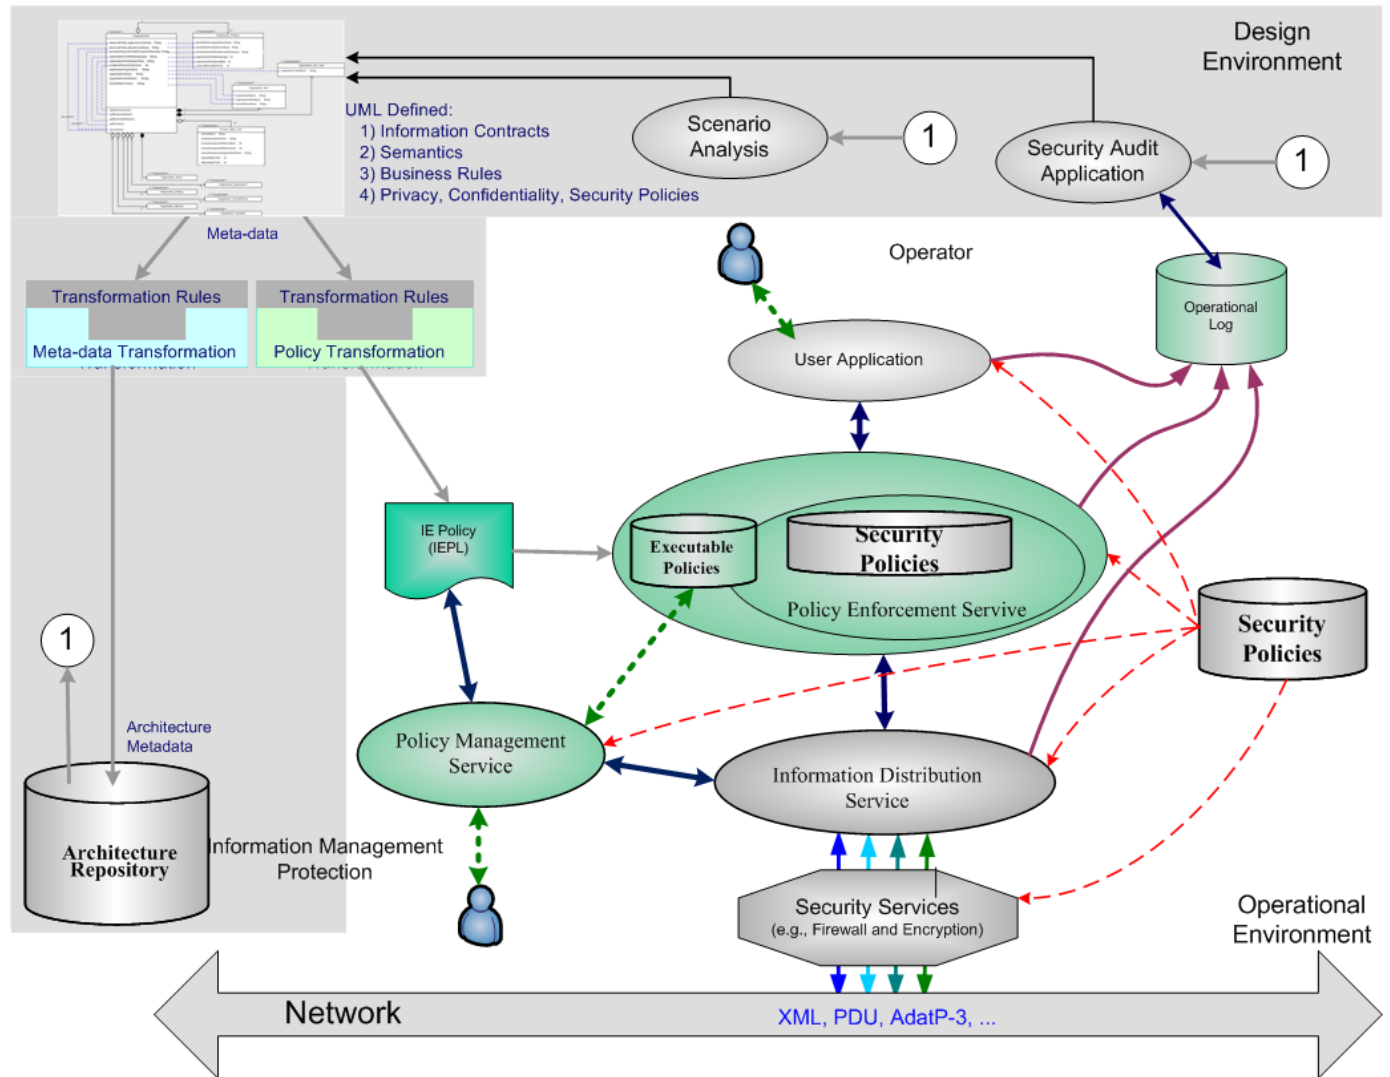 Design
Environment
UML Defined:
1) Information Contracts
2) Semantics
3) Business Rules
4) Privacy, Confidentiality, Security Policies
Scenario
Analysis
1
Security Audit
Application
1
Meta-data
Operator
Transformation Rules
Meta-data Transformation
Transformation
Transformation Rules
Policy Transformation
Transformation
Operational
Log
User Application
IE Policy
(IEPL)
Executable
Policies
Security
Policies
Policy Enforcement Servive
Security
Policies
1
Architecture
Metadata
Policy Management
Service
Information Distribution
Service
Architecture
Repository
Information Management
Protection
Security Services
(e.g., Firewall and Encryption)
Operational
Environment
Network
XML, PDU, AdatP-3, ...